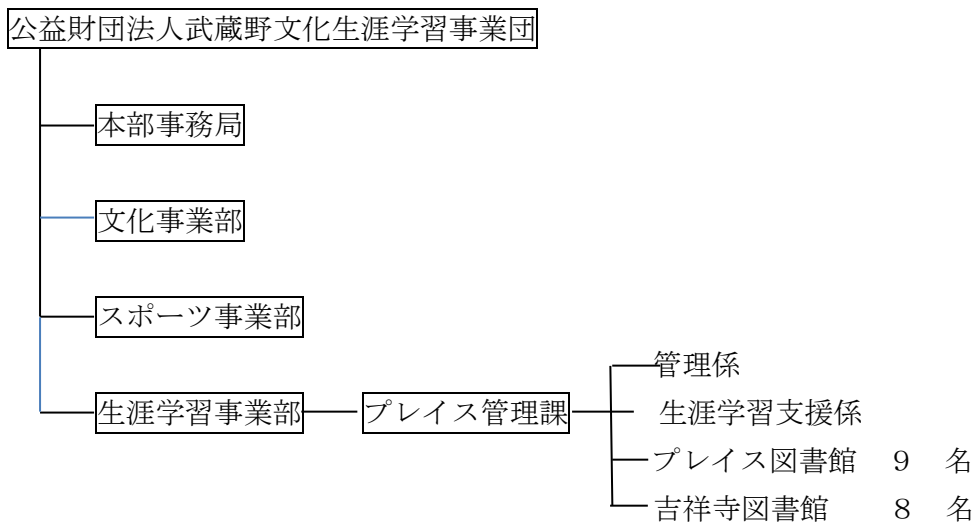 公益財団法人武蔵野文化生涯学習事業団
本部事務局
文化事業部
スポーツ事業部
生涯学習事業部
プレイス管理課
管理係
生涯学習支援係
プレイス図書館　９　名
吉祥寺図書館　８　名